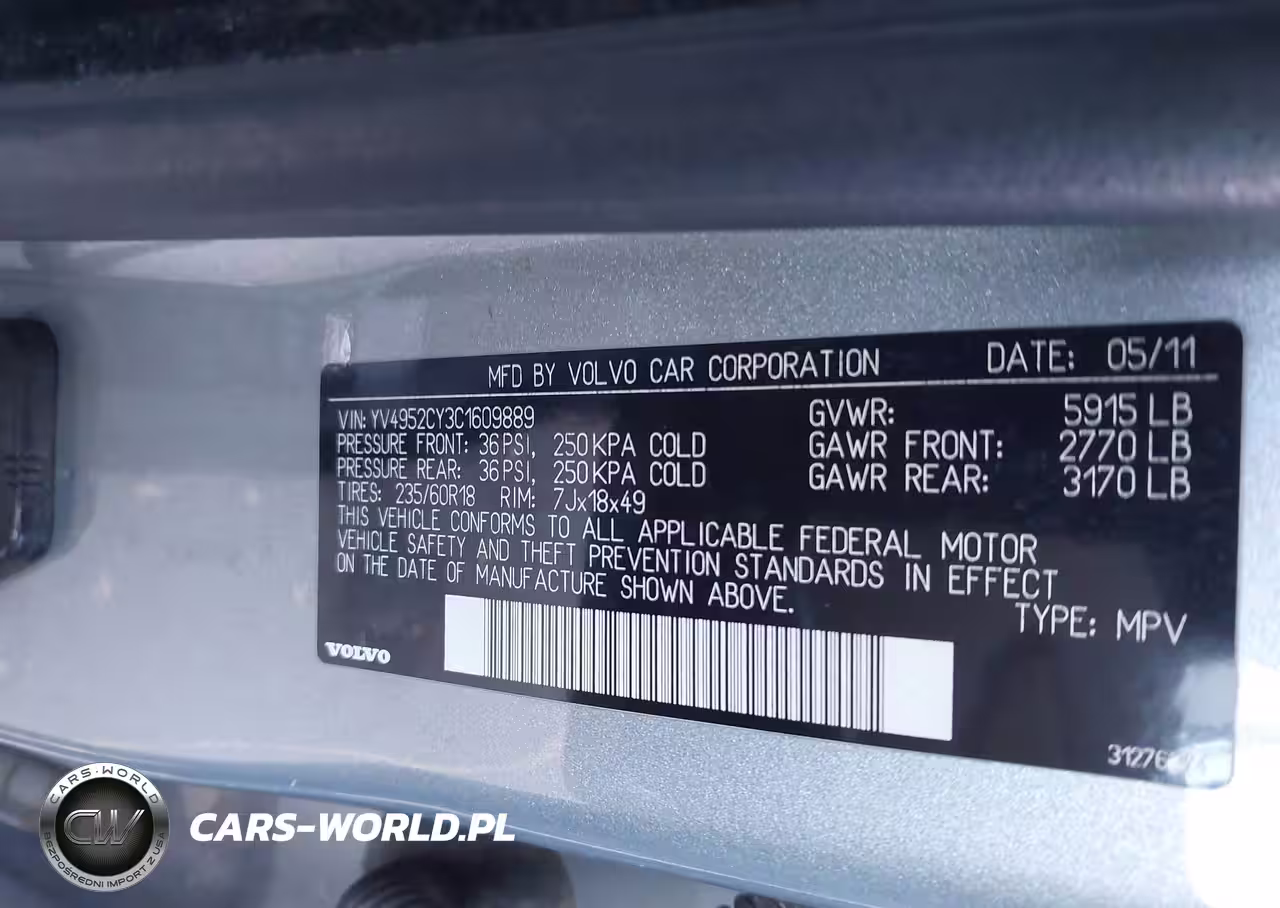 MFD BY VOLVO CAR CORPORATION DATE: 05/11
VIN: YV4952CY3C1609889 GVWR: 5915 LB
PRESSURE FRONT: 36 PSI, 250 KPA COLD GAWR FRONT: 2770 LB
PRESSURE REAR: 36 PSI, 250 KPA COLD GAWR REAR: 3170 LB
TIRES: 235/60R18 RIM: 7Jx18x49
THIS VEHICLE CONFORMS TO ALL APPLICABLE FEDERAL MOTOR
VEHICLE SAFETY AND THEFT PREVENTION STANDARDS IN EFFECT
ON THE DATE OF MANUFACTURE SHOWN ABOVE.
TYPE: MPV
VOLVO
CARS-WORLD
CW
BEZPOŚREDNI IMPORT Z USA
CARS-WORLD.PL